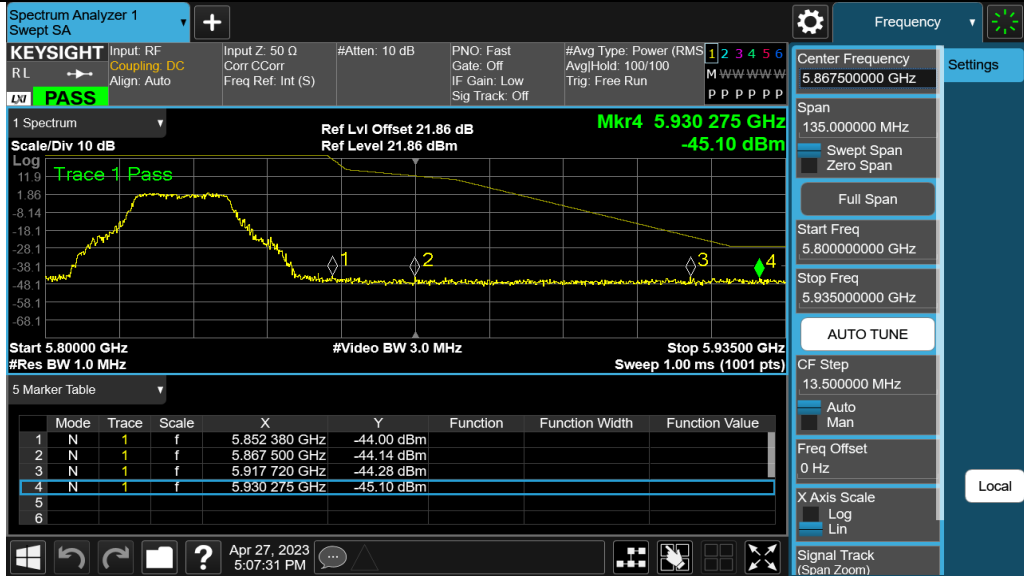 Spectrum Analyzer 1
Swept SA
+
Frequency
KEYSIGHT
R L
LXI
PASS
Input: RF
Coupling: DC
Align: Auto
Input Z: 50 Ω
Corr CCorr
Freq Ref: Int (S)
#Atten: 10 dB
PNO: Fast
Gate: Off
IF Gain: Low
Sig Track: Off
#Avg Type: Power (RMS
Avg|Hold: 100/100
Trig: Free Run
1 2 3 4 5 6
M W W W W W
P P P P P P
1 Spectrum
Scale/Div 10 dB
Ref Lvl Offset 21.86 dB
Ref Level 21.86 dBm
Mkr4 5.930 275 GHz
-45.10 dBm
Log
Trace 1 Pass
11.9
1.86
-8.14
-18.1
-28.1
-38.1
-48.1
-58.1
-68.1
1
2
3
4
Start 5.80000 GHz
#Video BW 3.0 MHz
Stop 5.93500 GHz
#Res BW 1.0 MHz
Sweep 1.00 ms (1001 pts)
5 Marker Table
Mode Trace Scale X Y Function Function Width Function Value
1 N 1 f 5.852 380 GHz -44.00 dBm
2 N 1 f 5.867 500 GHz -44.14 dBm
3 N 1 f 5.917 720 GHz -44.28 dBm
4 N 1 f 5.930 275 GHz -45.10 dBm
5
6
?
Apr 27, 2023
5:07:31 PM
Center Frequency
5.867500000 GHz
Settings
Span
135.000000 MHz
Swept Span
Zero Span
Full Span
Start Freq
5.800000000 GHz
Stop Freq
5.935000000 GHz
AUTO TUNE
CF Step
13.500000 MHz
Auto
Man
Freq Offset
0 Hz
Local
X Axis Scale
Log
Lin
Signal Track
(Span Zoom)